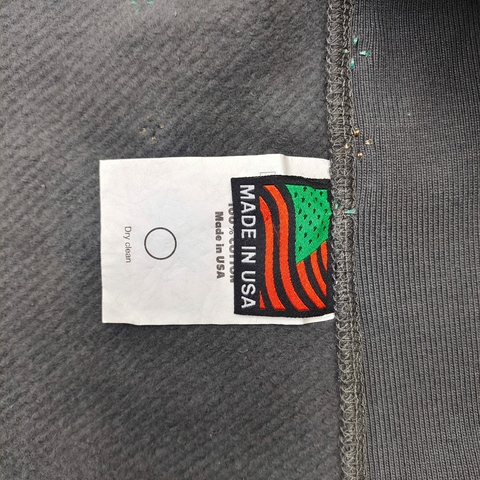 MADE IN USA
100% COTTON
Made in USA
Dry clean